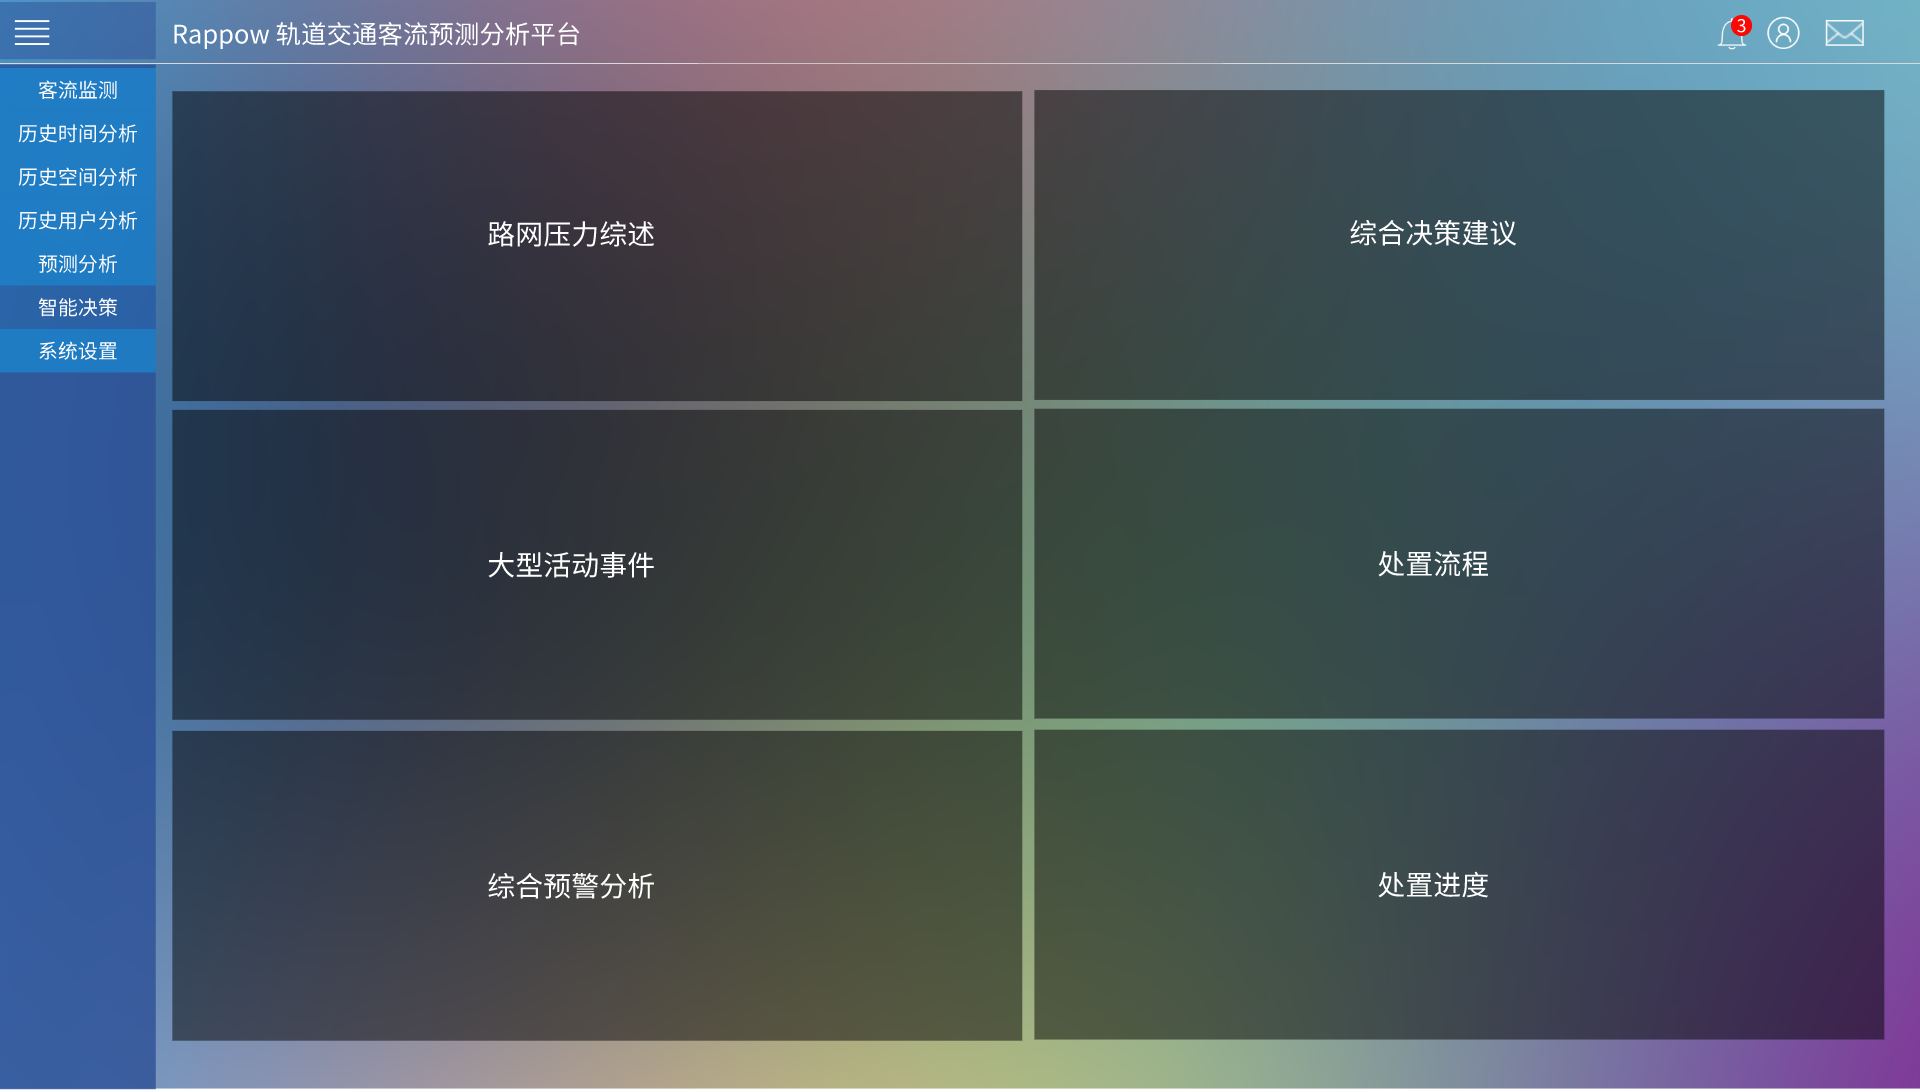 Rappow 轨道交通客流预测分析平台
3
客流监测
历史时间分析
历史空间分析
历史用户分析
预测分析
智能决策
系统设置
路网压力综述
综合决策建议
大型活动事件
处置流程
综合预警分析
处置进度